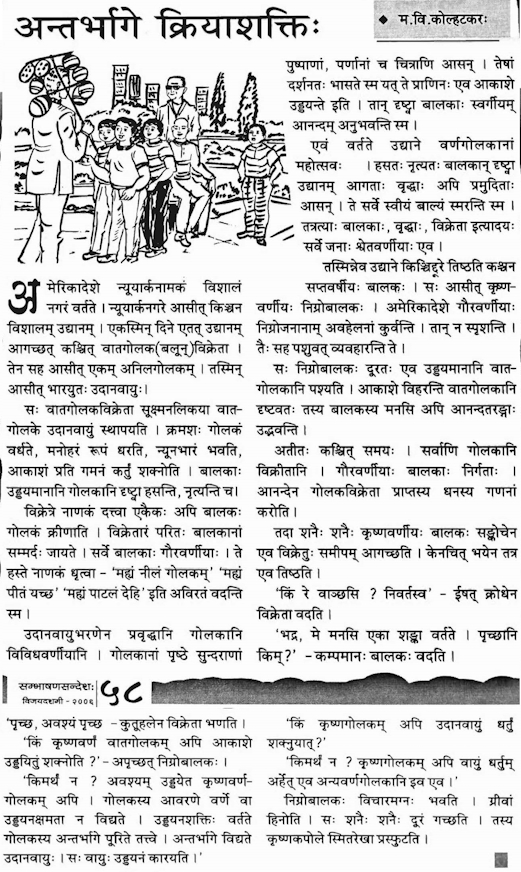 अन्तर्भागे क्रियाशक्तिः
◆ म.वि.कोल्हटकरः
पुष्पाणां, पर्णानां च चित्राणि आसन् । तेषां
दर्शनतः भासते स्म यत् ते प्राणिनः एव आकाशे
उड्डयन्ते इति । तान् दृष्ट्वा बालकाः स्वर्गीयम्
आनन्दम् अनुभवन्ति स्म ।
एवं वर्तते उद्याने वर्णगोलकानां
महोत्सवः । हसतः नृत्यतः बालकान् दृष्ट्वा
उद्यानम् आगताः वृद्धाः अपि प्रमुदिताः
आसन् । ते सर्वे स्वीयं बाल्यं स्मरन्ति स्म ।
तत्रत्याः बालकाः, वृद्धाः, विक्रेता इत्यादयः
सर्वे जनाः श्वेतवर्णीयाः एव ।
तस्मिन्नेव उद्याने किञ्चिद्दूरे तिष्ठति कश्चन
सप्तवर्षीयः बालकः । सः आसीत् कृष्ण-
वर्णीयः निग्रोबालकः । अमेरिकादेशे गौरवर्णीयाः
निग्रोजनानाम् अवहेलनां कुर्वन्ति । तान् न स्पृशन्ति ।
तैः सह पशुवत् व्यवहारन्ति ते ।
सः निग्रोबालकः दूरतः एव उड्डयमानानि वात-
गोलकानि पश्यति । आकाशे विहरन्ति वातगोलकानि
दृष्टवतः तस्य बालकस्य मनसि अपि आनन्दतरङ्गाः
उद्भवन्ति ।
अतीतः कश्चित् समयः । सर्वाणि गोलकानि
विक्रीतानि । गौरवर्णीयाः बालकाः निर्गताः ।
आनन्देन गोलकविक्रेता प्राप्तस्य धनस्य गणनां
करोति ।
तदा शनैः शनैः कृष्णवर्णीयः बालकः सङ्कोचेन
एव विक्रेतुः समीपम् आगच्छति । केनचित् भयेन तत्र
एव तिष्ठति ।
‘किं रे वाञ्छसि ? निवर्तस्व’ – ईषत् क्रोधेन
विक्रेता वदति ।
‘भद्र, मे मनसि एका शङ्का वर्तते । पृच्छानि
किम् ?’ – कम्पमानः बालकः वदति ।
अमेरिकादेशे न्यूयार्कनामकं विशालं
नगरं वर्तते । न्यूयार्कनगरे आसीत् किञ्चन
विशालम् उद्यानम् । एकस्मिन् दिने एतत् उद्यानम्
आगच्छत् कश्चित् वातगोलक(बलून्)विक्रेता ।
तेन सह आसीत् एकम् अनिलगोलकम् । तस्मिन्
आसीत् भारयुतः उदानवायुः।
सः वातगोलकविक्रेता सूक्ष्मनलिकया वात-
गोलके उदानवायुं स्थापयति । क्रमशः गोलकं
वर्धते, मनोहरं रूपं धरति, न्यूनभारं भवति,
आकाशं प्रति गमनं कर्तुं शक्नोति । बालकाः
उड्डयमानानि गोलकानि दृष्ट्वा हसन्ति, नृत्यन्ति च।
विक्रेत्रे नाणकं दत्त्वा एकैकः अपि बालकः
गोलकं क्रीणाति । विक्रेतारं परितः बालकानां
सम्मर्दः जायते । सर्वे बालकाः गौरवर्णीयाः । ते
हस्ते नाणकं धृत्वा – ‘मह्यं नीलं गोलकम्’ ‘मह्यं
पीतं यच्छ’ ‘मह्यं पाटलं देहि’ इति अविरतं वदन्ति
स्म ।
उदानवायुभरणेन प्रवृद्धानि गोलकानि
विविधवर्णीयानि । गोलकानां पृष्ठे सुन्दराणां
सम्भाषणसन्देशः
विजयदशमी - २००६
५८
‘पृच्छ, अवश्यं पृच्छ – कुतूहलेन विक्रेता भणति ।
‘किं कृष्णवर्णं वातगोलकम् अपि आकाशे
उड्डयितुं शक्नोति ?’ – अपृच्छत् निग्रोबालकः ।
‘किमर्थं न ? अवश्यम् उड्डयेत कृष्णवर्ण-
गोलकम् अपि । गोलकस्य आवरणे वर्णे वा
उड्डयनक्षमता न विद्यते । उड्डयनशक्तिः वर्तते
गोलकस्य अन्तर्भागे पूरिते तत्त्वे । अन्तर्भागे विद्यते
उदानवायुः । सः वायुः उड्डयनं कारयति ।’
‘किं कृष्णगोलकम् अपि उदानवायुं धर्तुं
शक्नुयात् ?’
‘किमर्थं न ? कृष्णगोलकम् अपि वायुं धर्तुम्
अर्हेत् एव अन्यवर्णगोलकानि इव एव ।’
निग्रोबालकः विचारमग्नः भवति । ग्रीवां
हिनोति । सः शनैः शनैः दूरं गच्छति । तस्य
कृष्णकपोले स्मितरेखा प्रस्फुटति ।